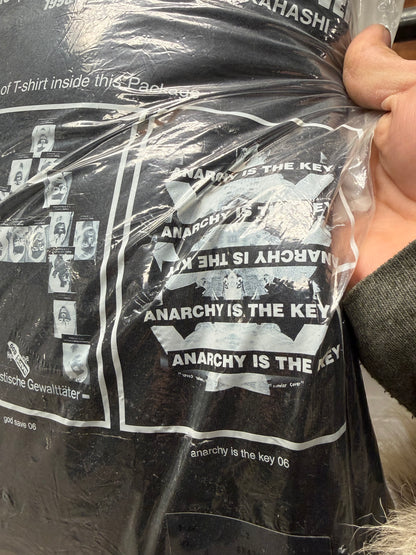 AHASHI
of T-shirt inside this Package
ANARCHY IS THE KEY
ANARCHY IS THE KEY
ANARCHY IS THE KEY
ANARCHY IS THE KEY
ANARCHY IS THE KEY
stische Gewalttäter
god save 06
anarchy is the key 06